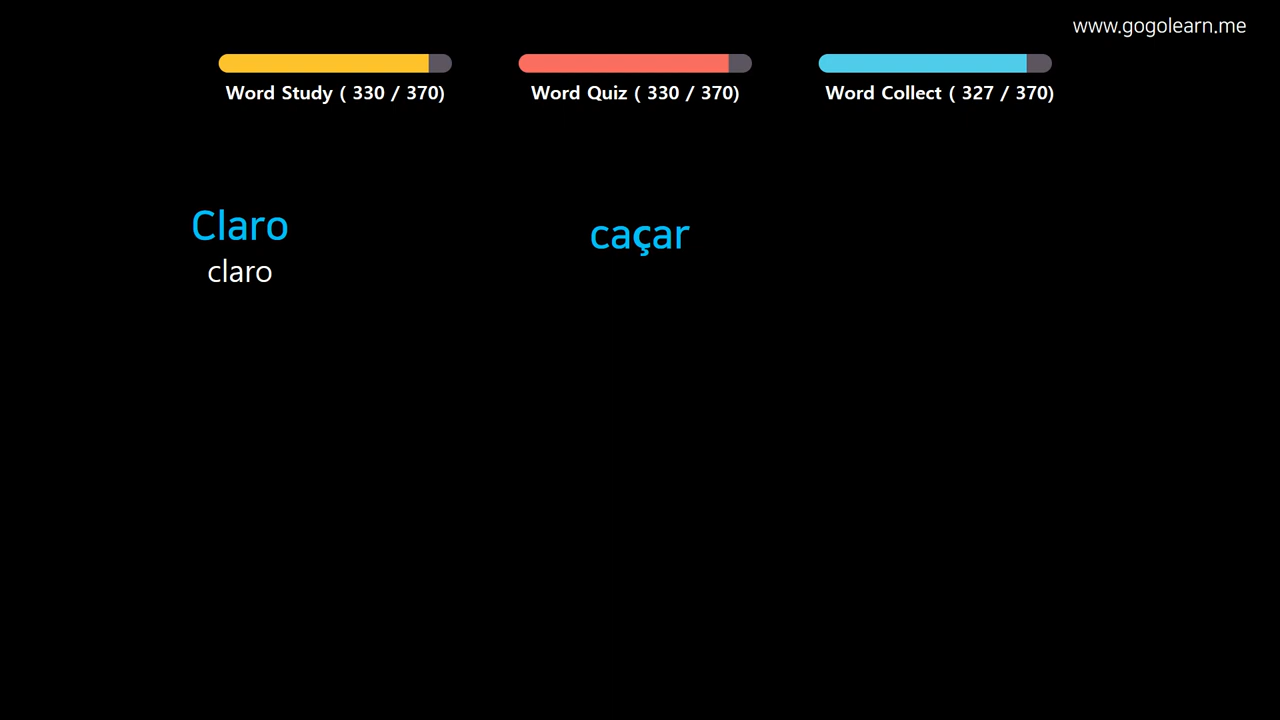 www.gogolearn.me
Word Study ( 330 / 370)
Word Quiz ( 330 / 370)
Word Collect ( 327 / 370)
Claro
claro
caçar